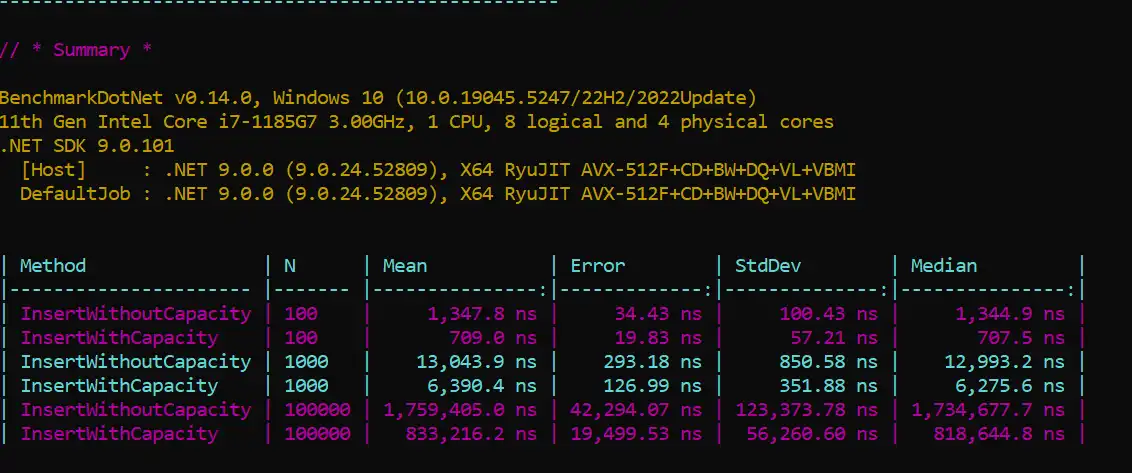 ----------------------------------------------------
// * Summary *
BenchmarkDotNet v0.14.0, Windows 10 (10.0.19045.5247/22H2/2022Update)
11th Gen Intel Core i7-1185G7 3.00GHz, 1 CPU, 8 logical and 4 physical cores
.NET SDK 9.0.101
  [Host]     : .NET 9.0.0 (9.0.24.52809), X64 RyuJIT AVX-512F+CD+BW+DQ+VL+VBMI
  DefaultJob : .NET 9.0.0 (9.0.24.52809), X64 RyuJIT AVX-512F+CD+BW+DQ+VL+VBMI
| Method                | N      | Mean           | Error        | StdDev        | Median         |
|---------------------- |------- |---------------:|-------------:|--------------:|---------------:|
| InsertWithoutCapacity | 100    |     1,347.8 ns |     34.43 ns |     100.43 ns |     1,344.9 ns |
| InsertWithCapacity    | 100    |       709.0 ns |     19.83 ns |      57.21 ns |       707.5 ns |
| InsertWithoutCapacity | 1000   |    13,043.9 ns |    293.18 ns |     850.58 ns |    12,993.2 ns |
| InsertWithCapacity    | 1000   |     6,390.4 ns |    126.99 ns |     351.88 ns |     6,275.6 ns |
| InsertWithoutCapacity | 100000 | 1,759,405.0 ns | 42,294.07 ns | 123,373.78 ns | 1,734,677.7 ns |
| InsertWithCapacity    | 100000 |   833,216.2 ns | 19,499.53 ns |  56,260.60 ns |   818,644.8 ns |